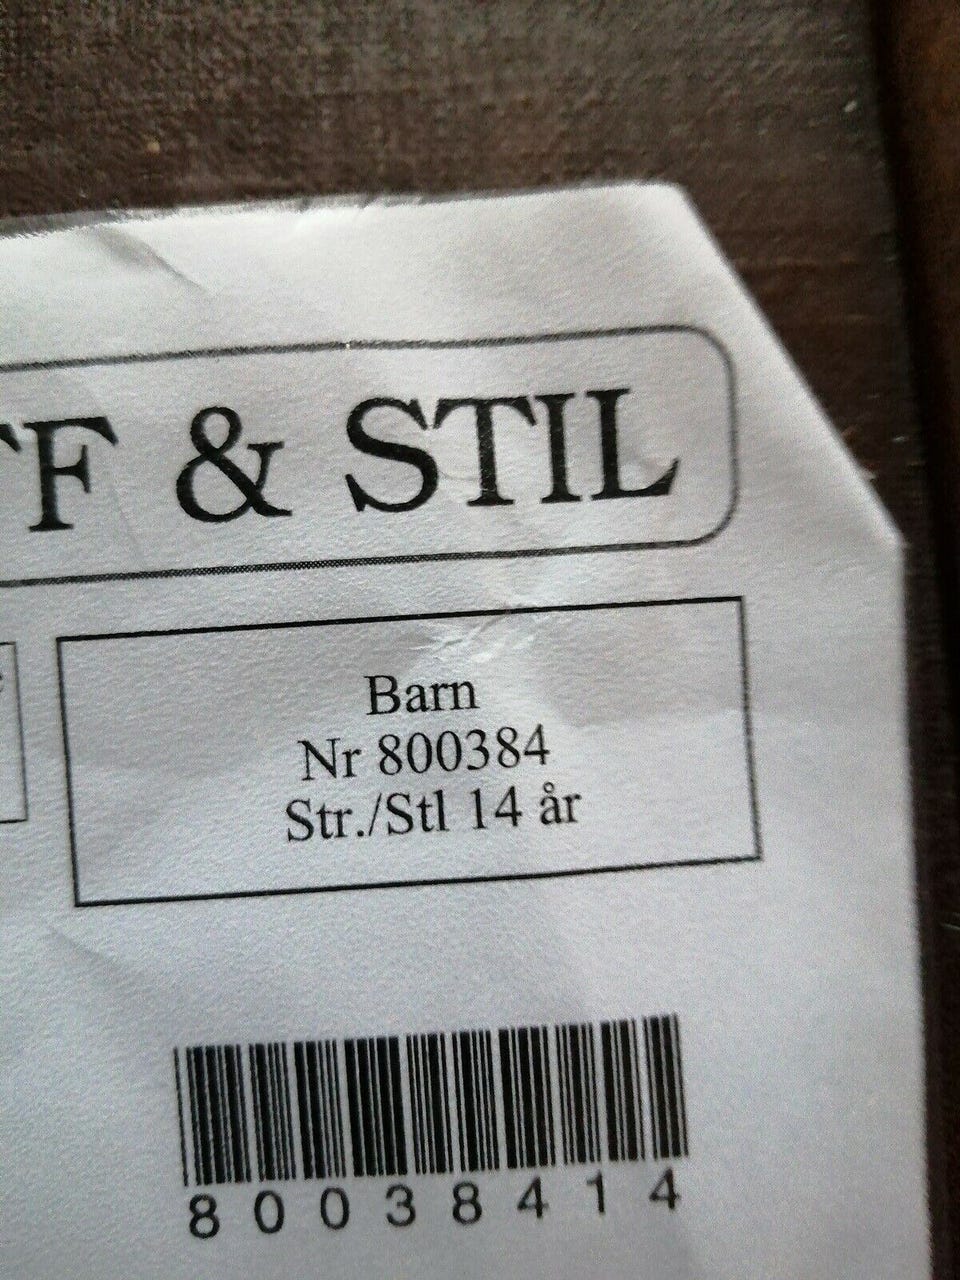 F & STIL
Barn
Nr 800384
Str./Stl 14 år
80038414